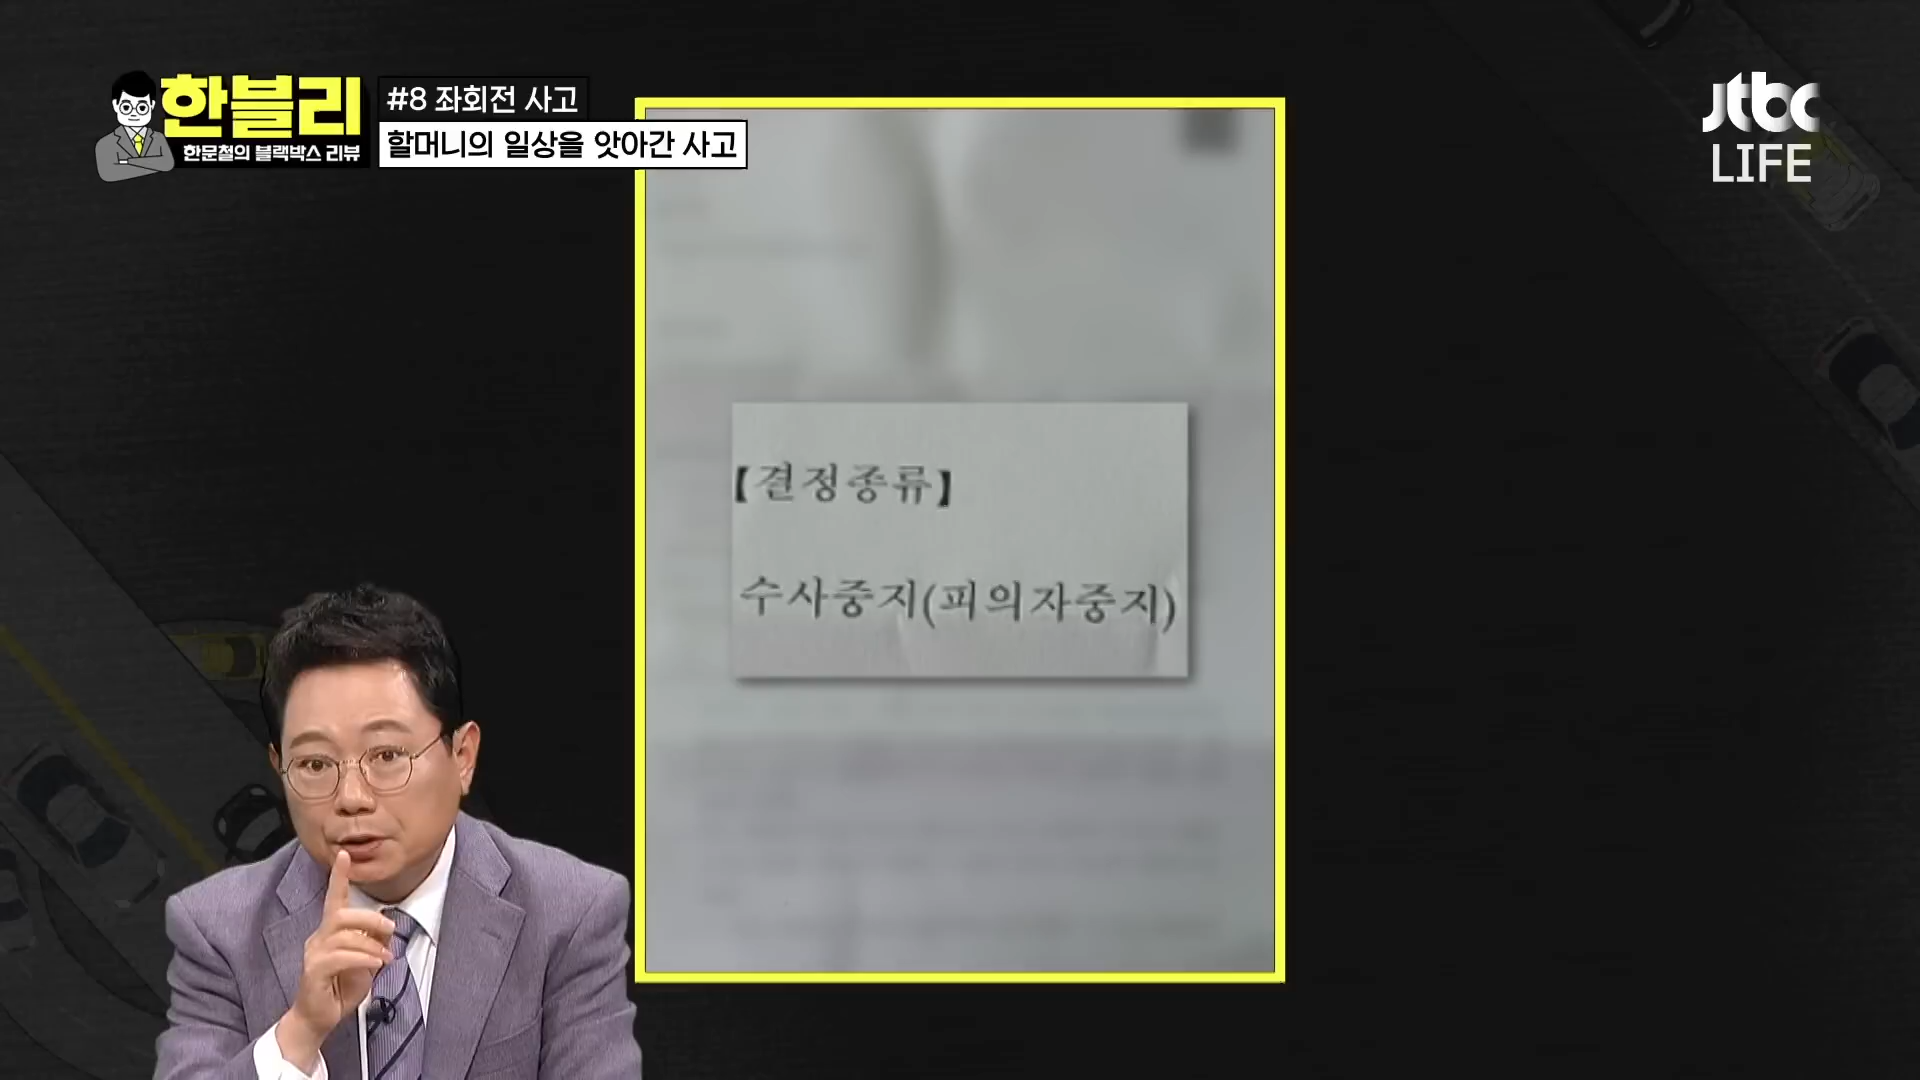 한블리
한문철의 블랙박스 리뷰
#8 좌회전 사고
할머니의 일상을 앗아간 사고
jtbc
LIFE
【결정종류】
수사중지(피의자중지)